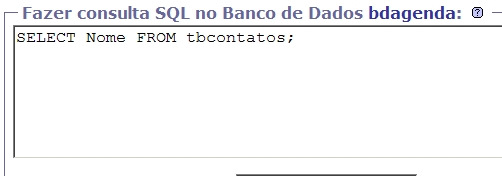 Fazer consulta SQL no Banco de Dados bdagenda:
SELECT Nome FROM tbcontatos;